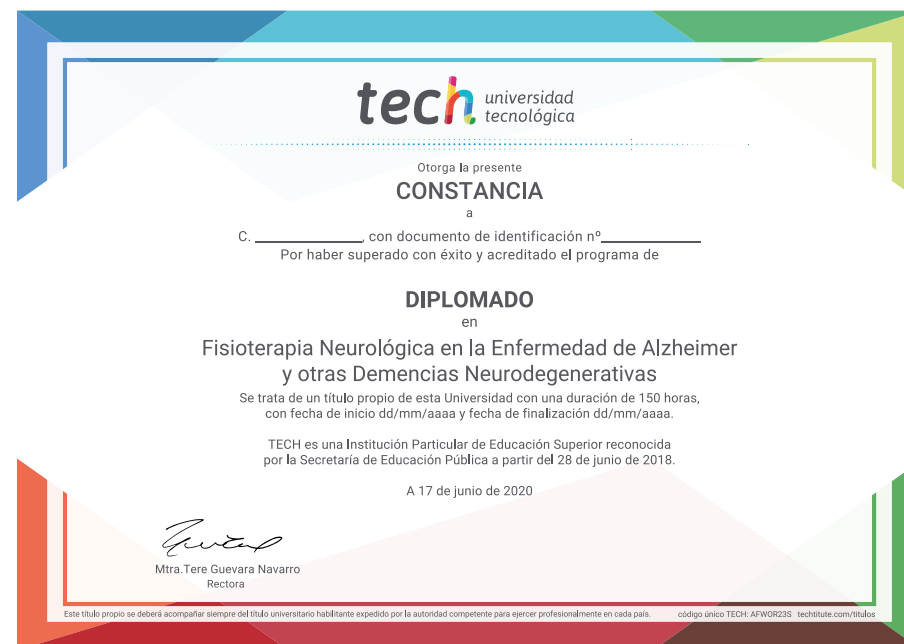 tech universidad
tecnológica
Otorga la presente
CONSTANCIA
a
C. ________________, con documento de identificación nº_______________
Por haber superado con éxito y acreditado el programa de
DIPLOMADO
en
Fisioterapia Neurológica en la Enfermedad de Alzheimer
y otras Demencias Neurodegenerativas
Se trata de un título propio de esta Universidad con una duración de 150 horas,
con fecha de inicio dd/mm/aaaa y fecha de finalización dd/mm/aaaa.
TECH es una Institución Particular de Educación Superior reconocida
por la Secretaría de Educación Pública a partir del 28 de junio de 2018.
A 17 de junio de 2020
Mtra.Tere Guevara Navarro
Rectora
Este título propio se deberá acompañar siempre del título universitario habilitante expedido por la autoridad competente para ejercer profesionalmente en cada país. código único TECH: AFWOR23S techtitute.com/titulos